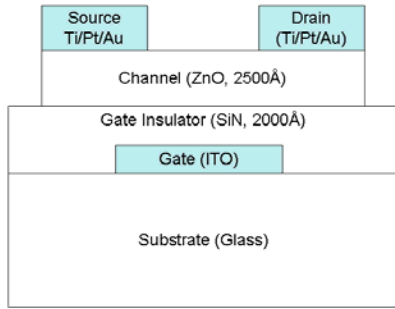 Source
Ti/Pt/Au
Drain
(Ti/Pt/Au)
Channel (ZnO, 2500Å)
Gate Insulator (SiN, 2000Å)
Gate (ITO)
Substrate (Glass)